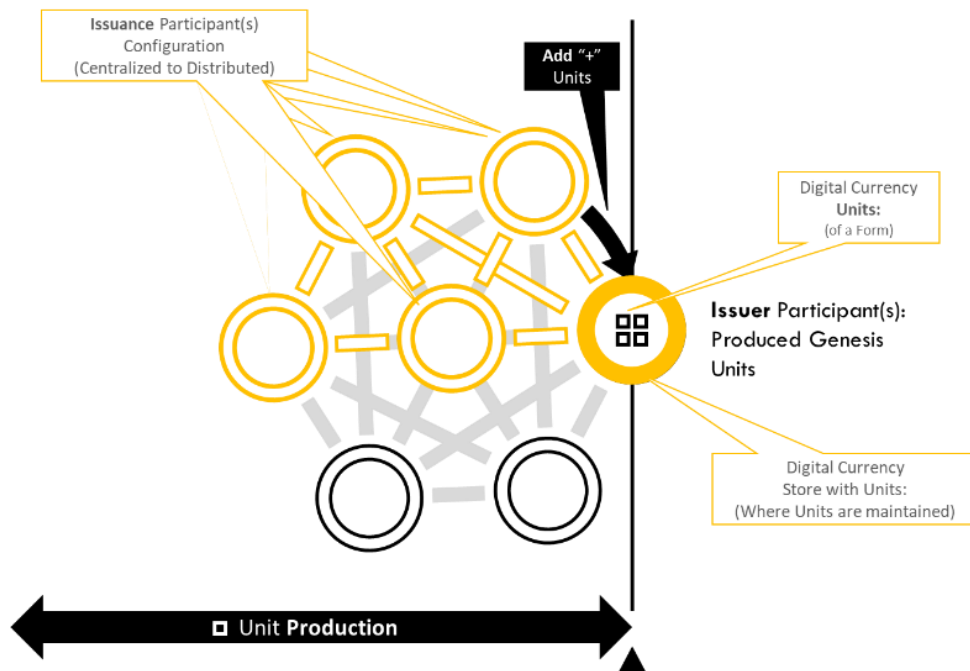 Issuance Participant(s)
Configuration
(Centralized to Distributed)
Add “+”
Units
Digital Currency
Units:
(of a Form)
Issuer Participant(s):
Produced Genesis
Units
Digital Currency
Store with Units:
(Where Units are maintained)
Unit Production